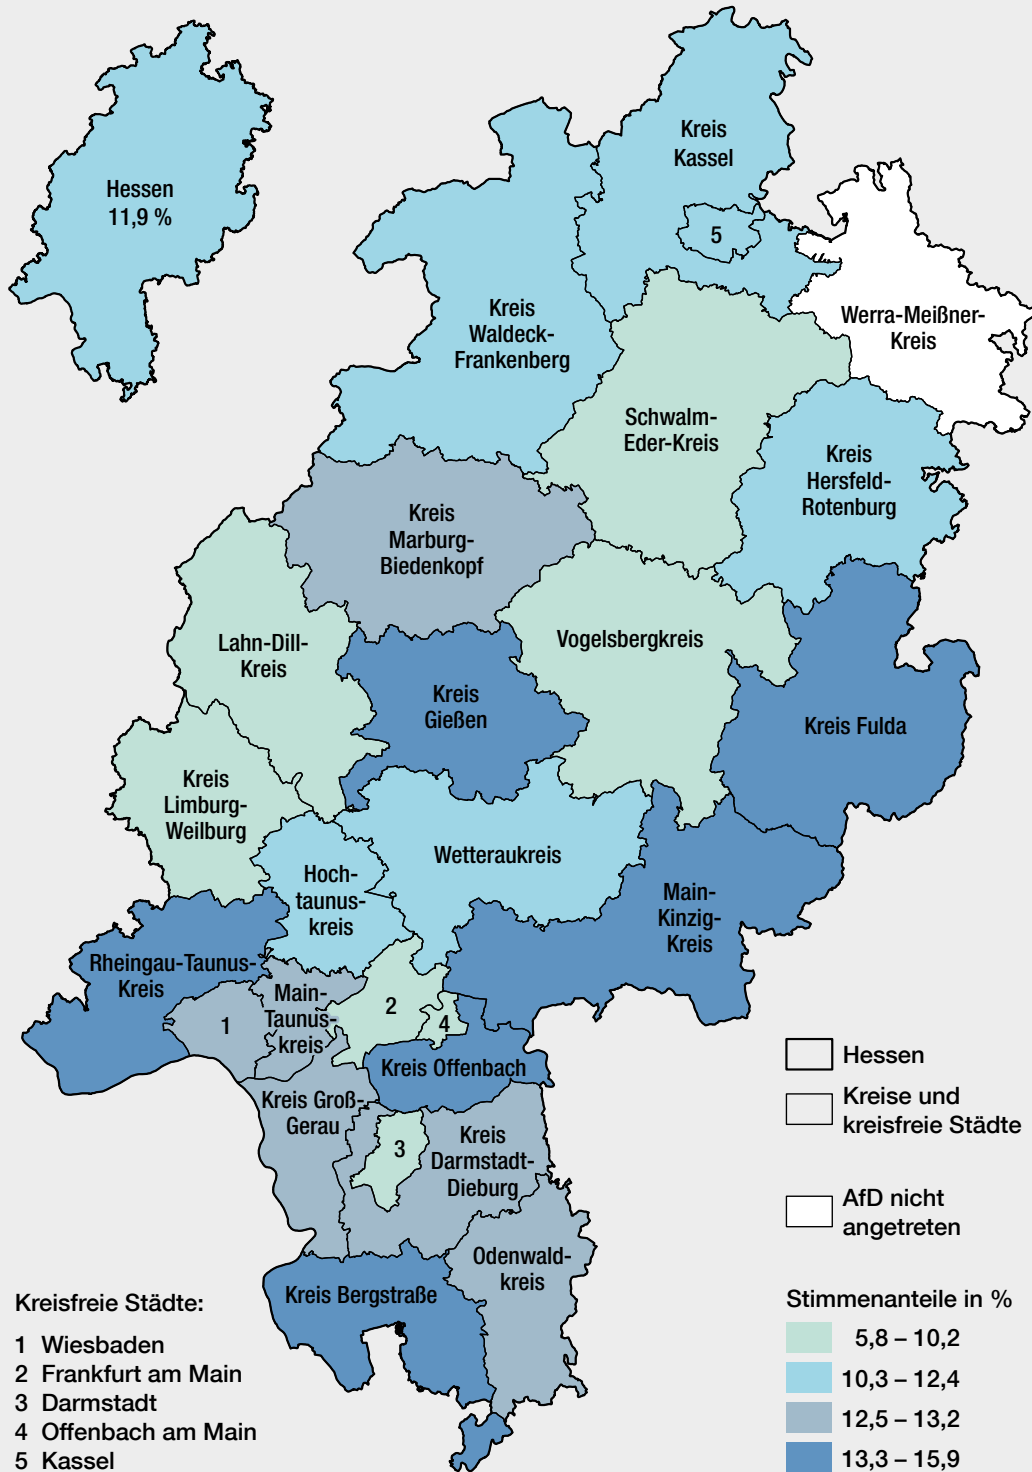 Hessen
11,9 %
Kreis
Kassel
5
Werra-Meißner-
Kreis
Kreis
Waldeck-
Frankenberg
Schwalm-
Eder-Kreis
Kreis
Hersfeld-
Rotenburg
Kreis
Marburg-
Biedenkopf
Lahn-Dill-
Kreis
Vogelsbergkreis
Kreis
Gießen
Kreis Fulda
Kreis
Limburg-
Weilburg
Wetteraukreis
Hoch-
taunus-
kreis
Main-
Kinzig-
Kreis
Rheingau-Taunus-
Kreis
Main-
Taunus-
kreis
1
2
4
Kreis Offenbach
Kreis Groß-
Gerau
3
Kreis
Darmstadt-
Dieburg
Odenwald-
kreis
Kreis Bergstraße
Hessen
Kreise und
kreisfreie Städte
AfD nicht
angetreten
Kreisfreie Städte:
1 Wiesbaden
2 Frankfurt am Main
3 Darmstadt
4 Offenbach am Main
5 Kassel
Stimmenanteile in %
5,8 – 10,2
10,3 – 12,4
12,5 – 13,2
13,3 – 15,9